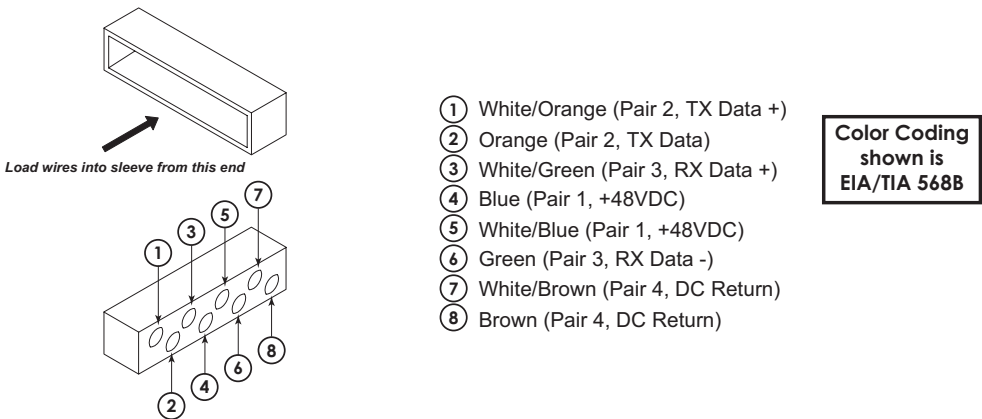 Load wires into sleeve from this end
1 3 5 7
2 4 6 8
1 White/Orange (Pair 2, TX Data +)
2 Orange (Pair 2, TX Data)
3 White/Green (Pair 3, RX Data +)
4 Blue (Pair 1, +48VDC)
5 White/Blue (Pair 1, +48VDC)
6 Green (Pair 3, RX Data -)
7 White/Brown (Pair 4, DC Return)
8 Brown (Pair 4, DC Return)
Color Coding
shown is
EIA/TIA 568B